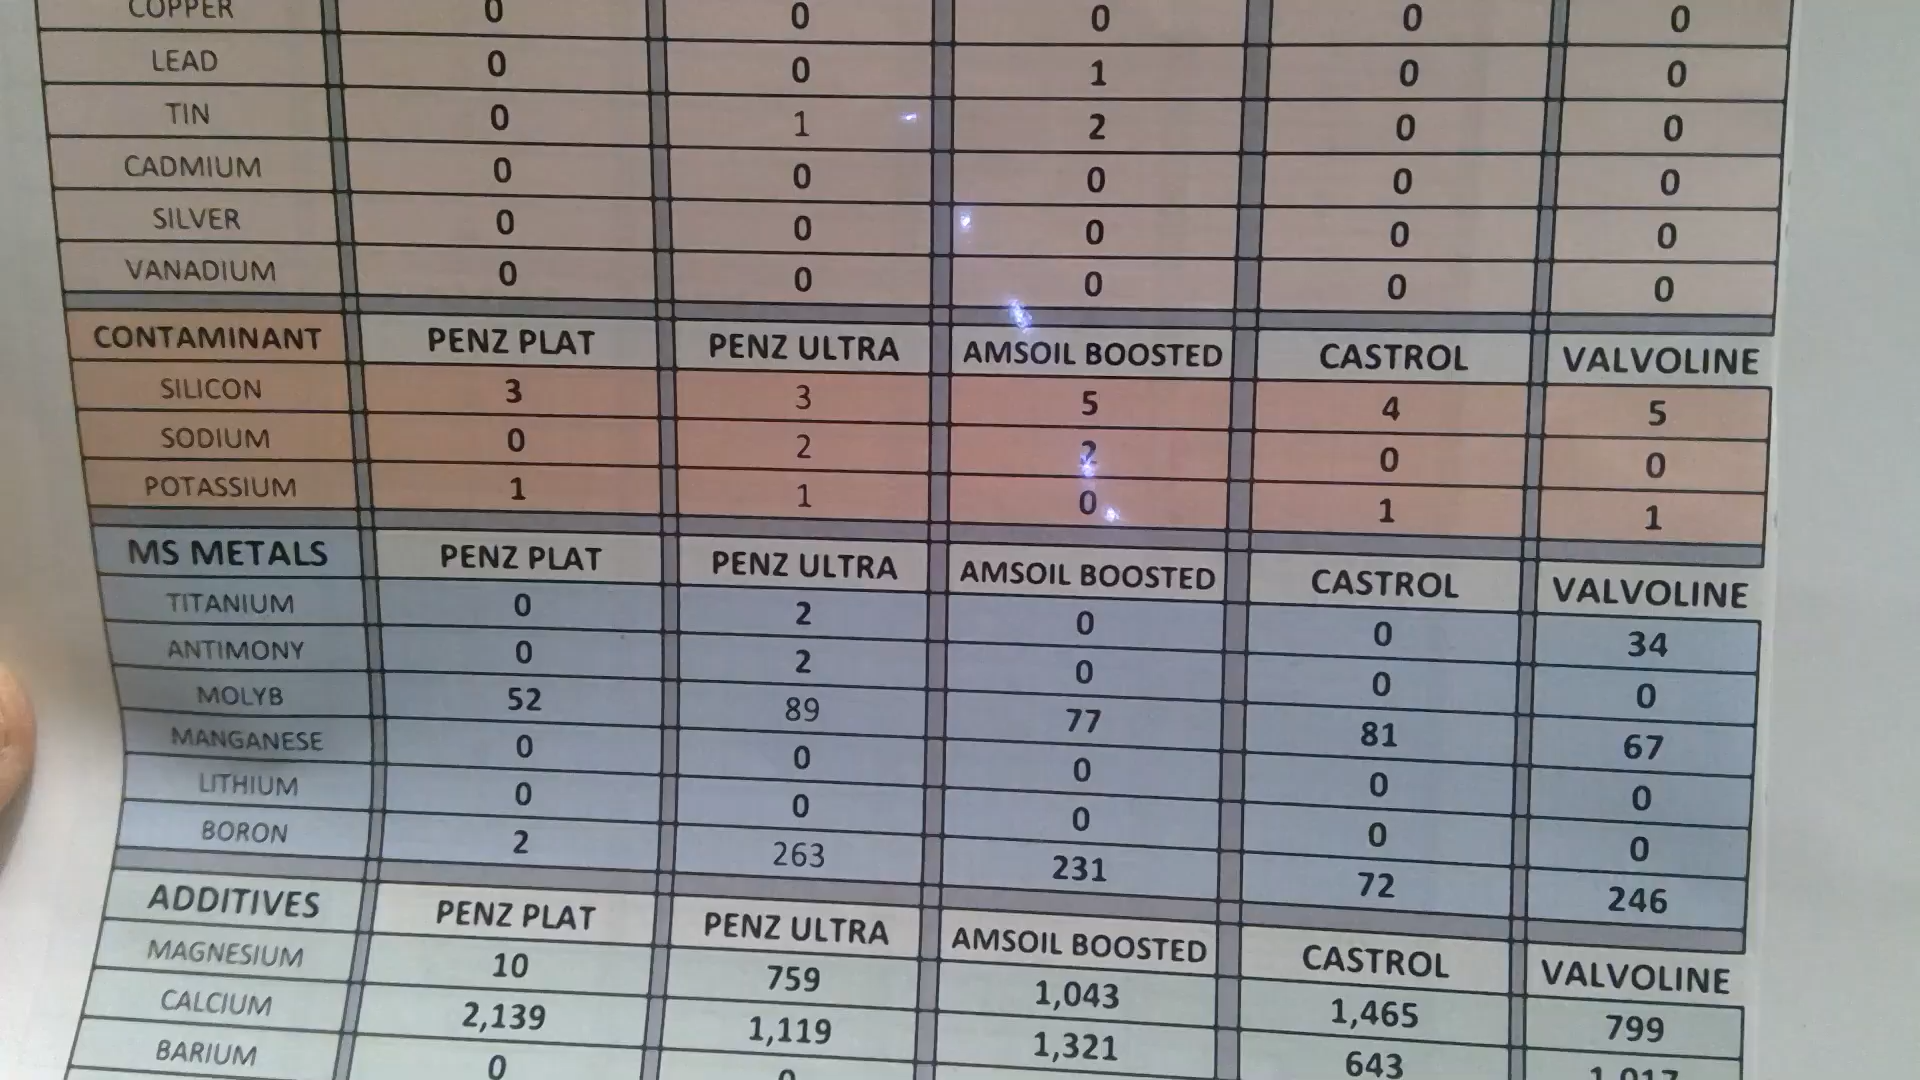 COPPER 0 0 0 0 0
LEAD 0 0 1 0 0
TIN 0 1 2 0 0
CADMIUM 0 0 0 0 0
SILVER 0 0 0 0 0
VANADIUM 0 0 0 0 0
CONTAMINANT PENZ PLAT PENZ ULTRA AMSOIL BOOSTED CASTROL VALVOLINE
SILICON 3 3 5 4 5
SODIUM 0 2 2 0 0
POTASSIUM 1 1 0 1 1
MS METALS PENZ PLAT PENZ ULTRA AMSOIL BOOSTED CASTROL VALVOLINE
TITANIUM 0 2 0 0 34
ANTIMONY 0 2 0 0 0
MOLYB 52 89 77 81 67
MANGANESE 0 0 0 0 0
LITHIUM 0 0 0 0 0
BORON 2 263 231 72 246
ADDITIVES PENZ PLAT PENZ ULTRA AMSOIL BOOSTED CASTROL VALVOLINE
MAGNESIUM 10 759 1,043 1,465 799
CALCIUM 2,139 1,119 1,321 643
BARIUM 0 0